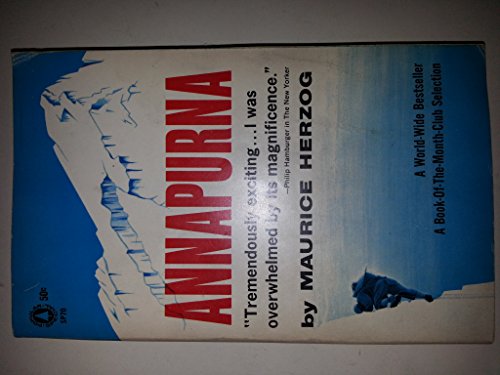 ANNAPURNA
"Tremendously exciting...I was
overwhelmed by its magnificence."
—Philip Hamburger in The New Yorker
by MAURICE HERZOG
A World-Wide Bestseller
A Book-Of-The-Month-Club Selection
50¢
SP20